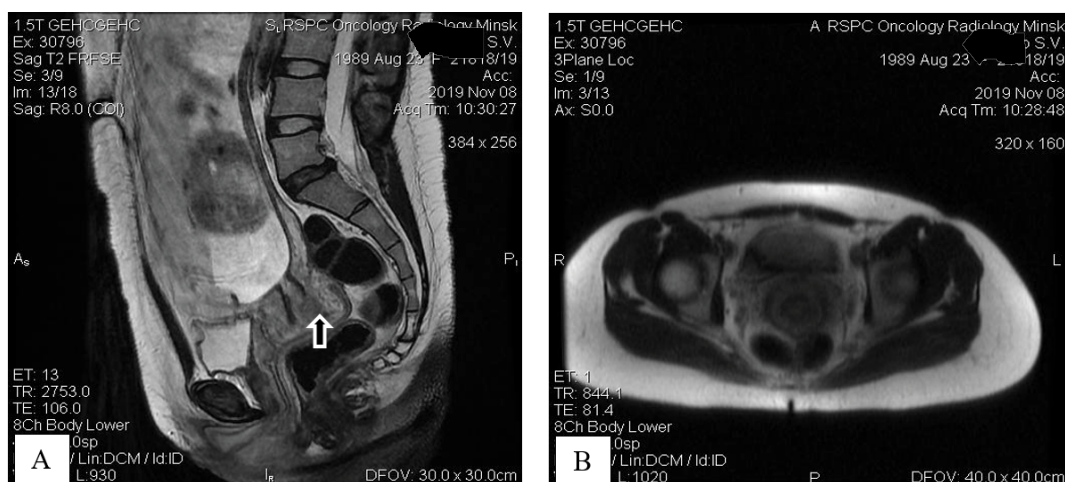 1.5T GEHCGEHC
Ex: 30796
Sag T2 FRFSE
Se: 3/9
Im: 13/18
Sag: R8.0 (COI)
RSPC Oncology Radiology Minsk
S.V.
1989 Aug 23
18/19
Acc:
2019 Nov 08
Acq Tm: 10:30:27
384 x 256
ET: 13
TR: 2753.0
TE: 106.0
8Ch Body Lower
.0sp
/ Lin:DCM / Id:ID
L:930
DFOV: 30.0 x 30.0cm
A
1.5T GEHCGEHC
Ex: 30796
3Plane Loc
Se: 1/9
Im: 3/13
Ax: S0.0
A RSPC Oncology Radiology Minsk
S.V.
1989 Aug 23
18/19
Acc:
2019 Nov 08
Acq Tm: 10:28:48
320 x 160
R
L
ET: 1
TR: 844.1
TE: 81.4
8Ch Body Lower
.0sp
/ Lin:DCM / Id:ID
L:1020
P
DFOV: 40.0 x 40.0cm
B